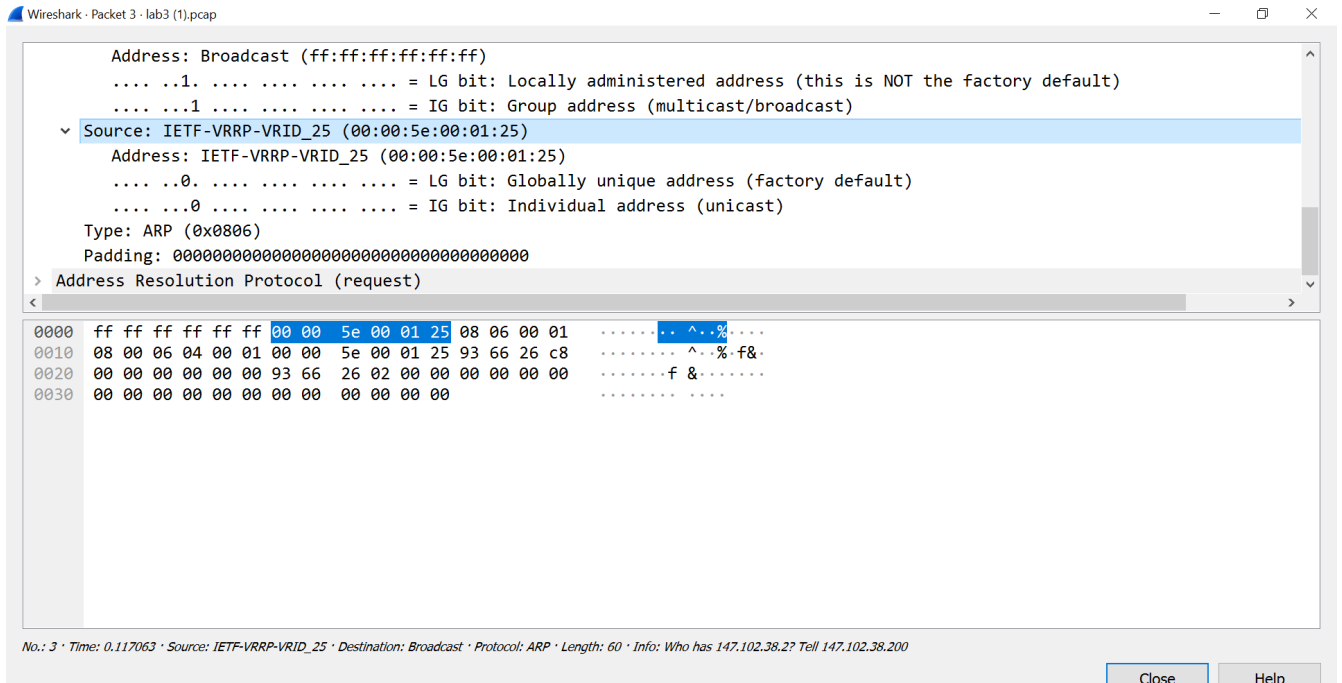 Wireshark · Packet 3 · lab3 (1).pcap
Address: Broadcast (ff:ff:ff:ff:ff:ff)
.... ..1. .... .... .... .... = LG bit: Locally administered address (this is NOT the factory default)
.... ...1 .... .... .... .... = IG bit: Group address (multicast/broadcast)
Source: IETF-VRRP-VRID_25 (00:00:5e:00:01:25)
Address: IETF-VRRP-VRID_25 (00:00:5e:00:01:25)
.... ..0. .... .... .... .... = LG bit: Globally unique address (factory default)
.... ...0 .... .... .... .... = IG bit: Individual address (unicast)
Type: ARP (0x0806)
Padding: 000000000000000000000000000000000000
Address Resolution Protocol (request)
0000 ff ff ff ff ff ff 00 00 5e 00 01 25 08 06 00 01 ········ ^··%····
0010 08 00 06 04 00 01 00 00 5e 00 01 25 93 66 26 c8 ········ ^··%·f&·
0020 00 00 00 00 00 00 93 66 26 02 00 00 00 00 00 00 ·······f &·······
0030 00 00 00 00 00 00 00 00 00 00 00 00 ········ ····
No.: 3 · Time: 0.117063 · Source: IETF-VRRP-VRID_25 · Destination: Broadcast · Protocol: ARP · Length: 60 · Info: Who has 147.102.38.2? Tell 147.102.38.200
Close Help